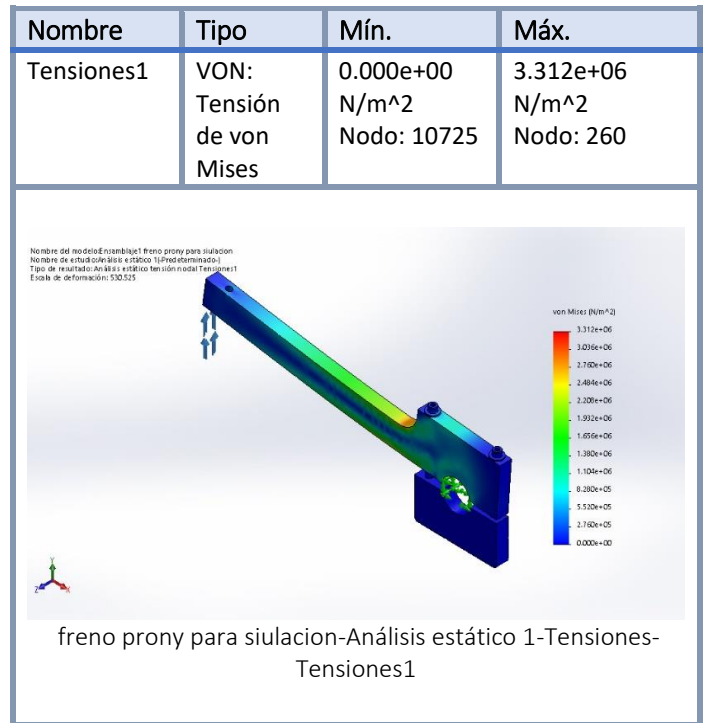 Nombre Tipo Mín. Máx.
Tensiones1 VON: 0.000e+00 3.312e+06
Tensión N/m^2 N/m^2
de von Nodo: 10725 Nodo: 260
Mises
Nombre del modelo:Ensamblaje1 freno prony para siulacion
Nombre de estudio:Análisis estático 1(-Predeterminado-)
Tipo de resultado: Análisis estático tensión nodal Tensiones1
Escala de deformación: 530.525
von Mises (N/m^2)
3.312e+06
3.036e+06
2.760e+06
2.484e+06
2.208e+06
1.932e+06
1.656e+06
1.380e+06
1.104e+06
8.280e+05
5.520e+05
2.760e+05
0.000e+00
Y
Z X
freno prony para siulacion-Análisis estático 1-Tensiones-
Tensiones1